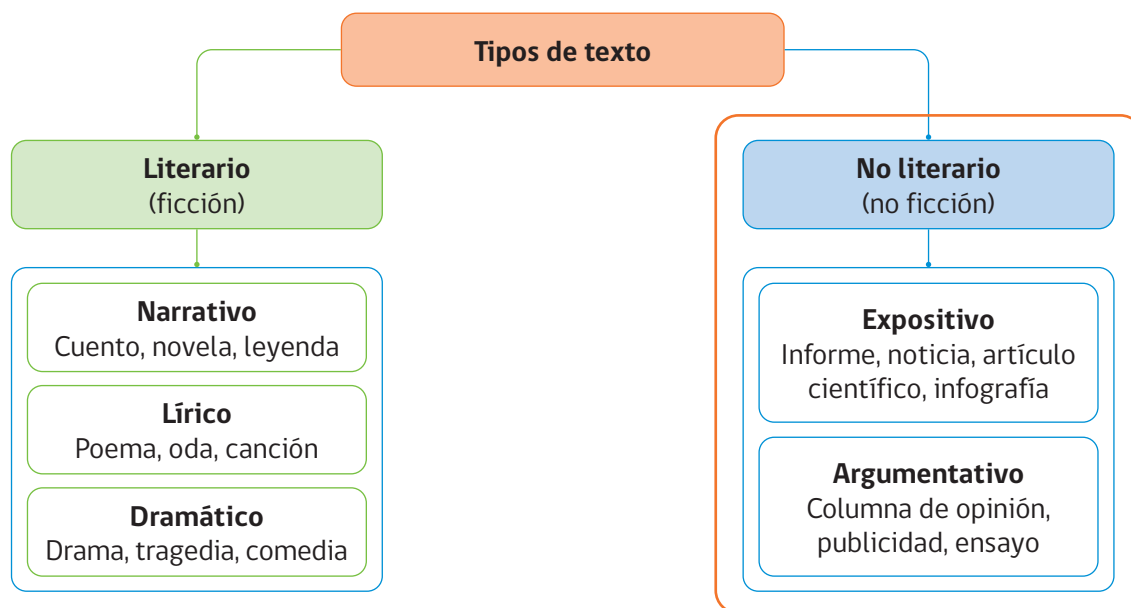 Tipos de texto
Literario
(ficción)
Narrativo
Cuento, novela, leyenda
Lírico
Poema, oda, canción
Dramático
Drama, tragedia, comedia
No literario
(no ficción)
Expositivo
Informe, noticia, artículo
científico, infografía
Argumentativo
Columna de opinión,
publicidad, ensayo